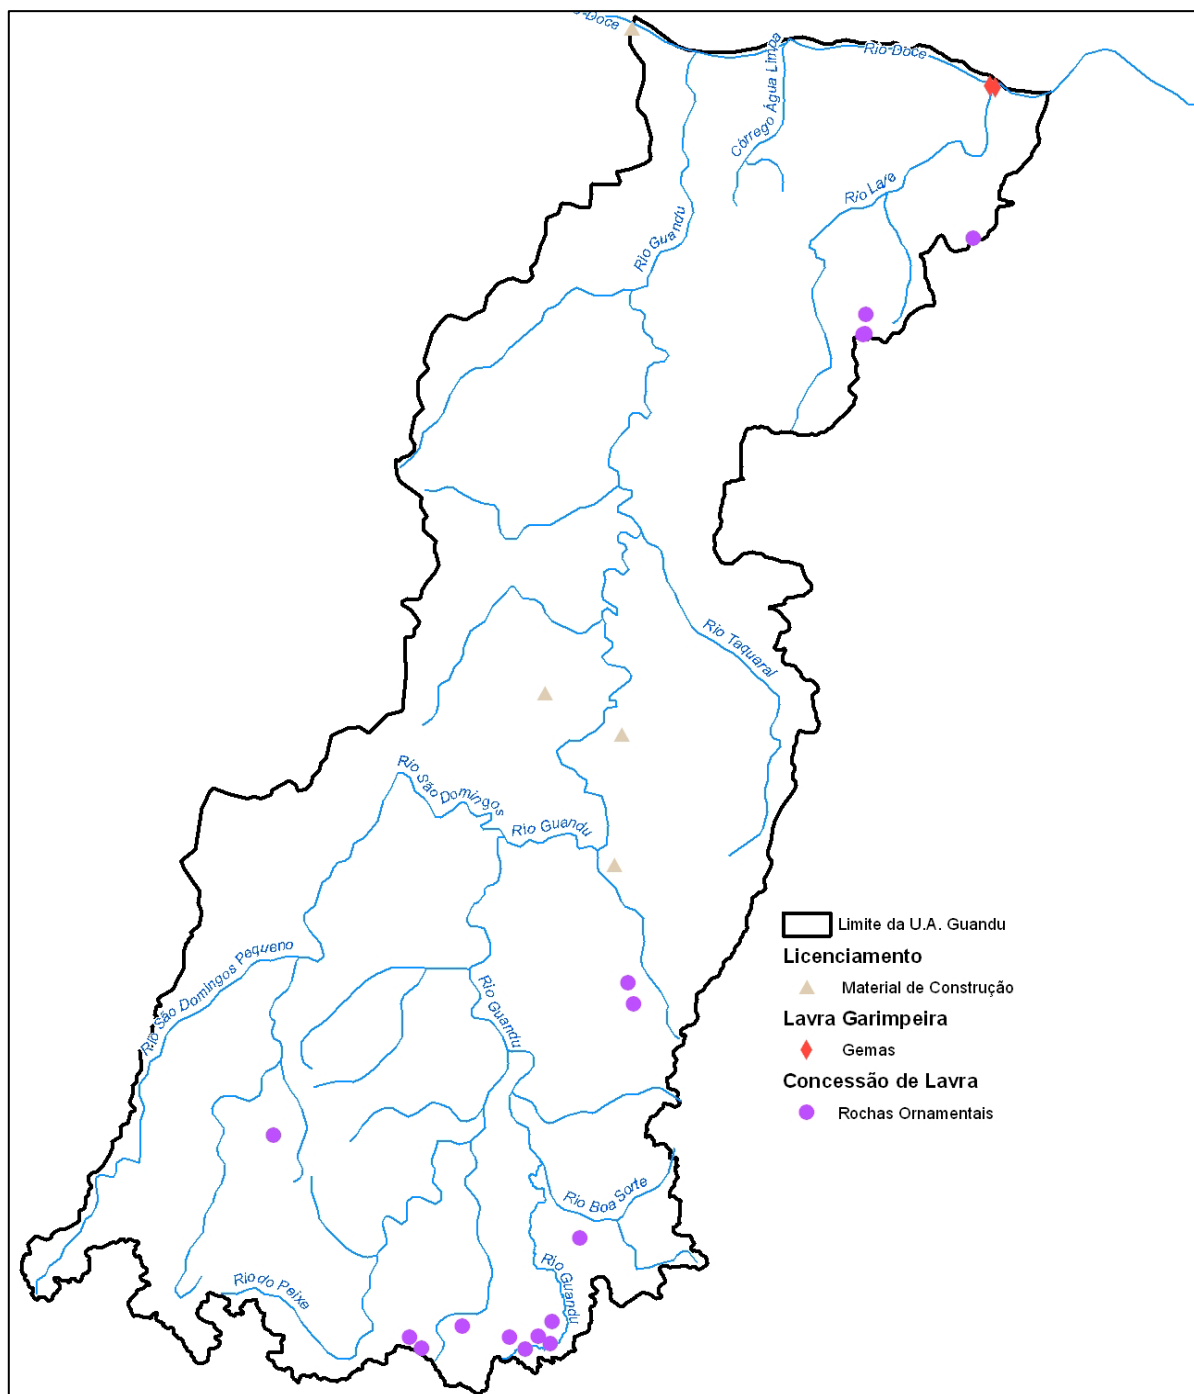 Rio Doce
Rio Doce
Córrego Água Limpa
Rio Lare
Rio Guandu
Rio Taquaral
Rio São Domingos
Rio Guandu
Limite da U.A. Guandu
Licenciamento
Material de Construção
Lavra Garimpeira
Gemas
Concessão de Lavra
Rochas Ornamentais
Rio São Domingos Pequeno
Rio Guandu
Rio Boa Sorte
Rio Guandu
Rio do Peixe